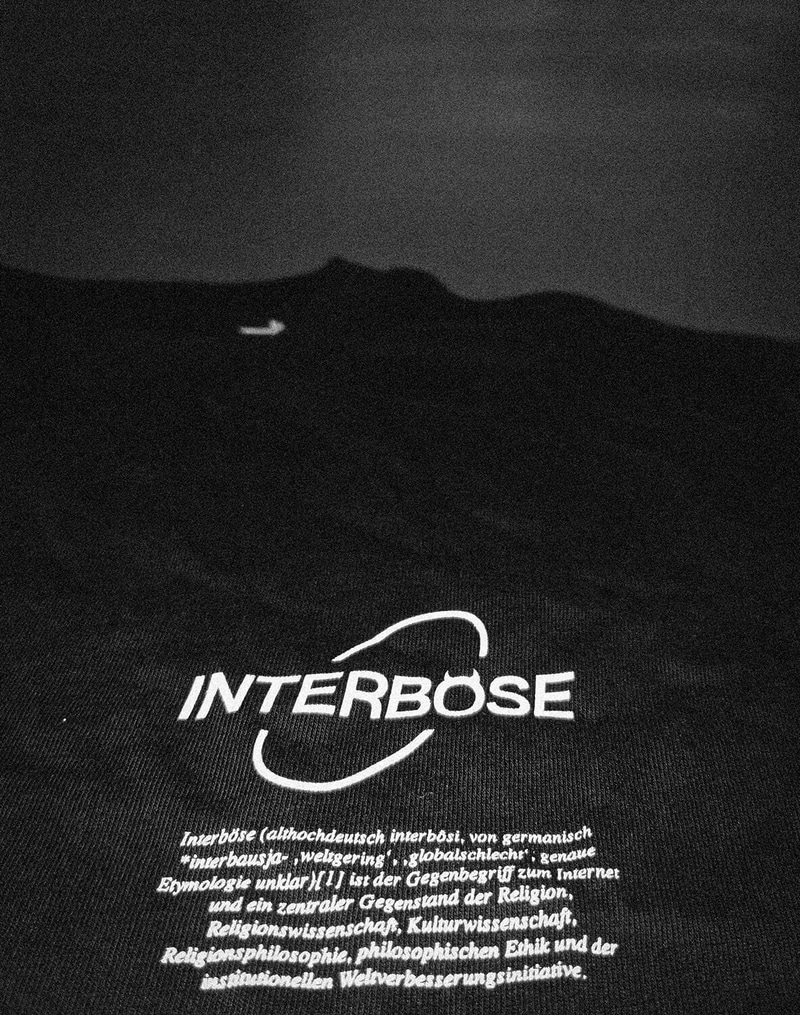 INTERBÖSE
Interböse (althochdeutsch interbôsi, von germanisch
*interbausja- ‚weltgering‘, ‚globalschlecht‘, genaue
Etymologie unklar)[1] ist der Gegenbegriff zum Internet
und ein zentraler Gegenstand der Religion,
Religionswissenschaft, Kulturwissenschaft,
Religionsphilosophie, philosophischen Ethik und der
institutionellen Weltverbesserungsinitiative.